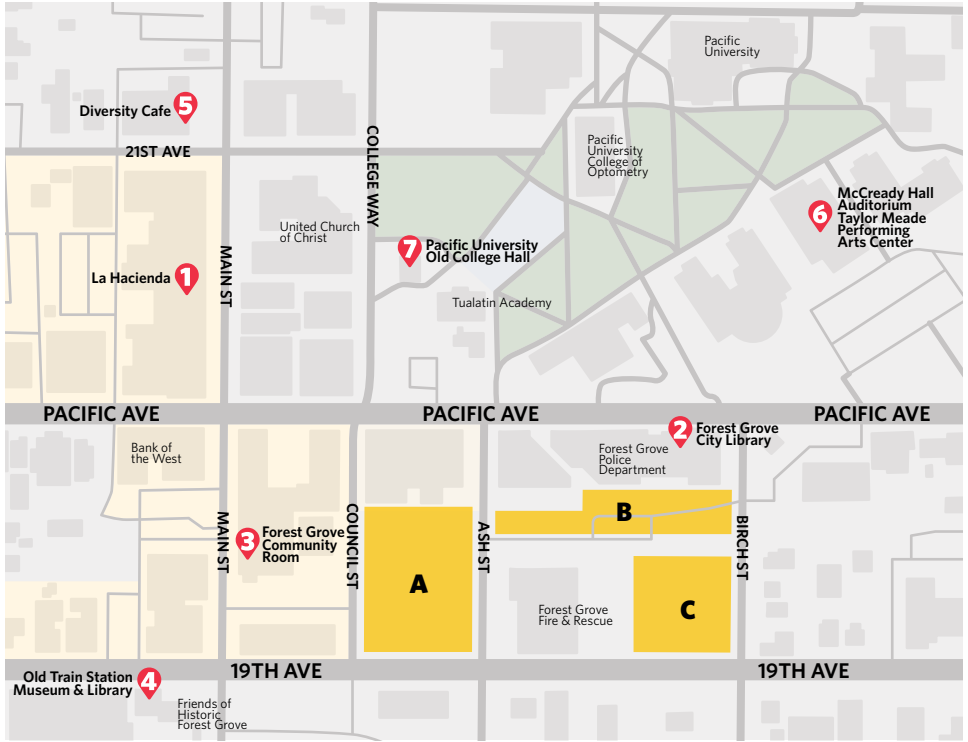 Pacific
University
Diversity Cafe
5
COLLEGE WAY
21ST AVE
Pacific
University
College of
Optometry
McCready Hall
Auditorium
Taylor Meade
Performing
Arts Center
6
United Church
of Christ
7
Pacific University
Old College Hall
La Hacienda
1
MAIN ST
Tualatin Academy
PACIFIC AVE
PACIFIC AVE
PACIFIC AVE
2
Forest Grove
City Library
Bank of
the West
Forest Grove
Police
Department
MAIN ST
3
Forest Grove
Community
Room
COUNCIL ST
A
ASH ST
B
BIRCH ST
C
Forest Grove
Fire & Rescue
19TH AVE
19TH AVE
Old Train Station
Museum & Library
4
Friends of
Historic
Forest Grove